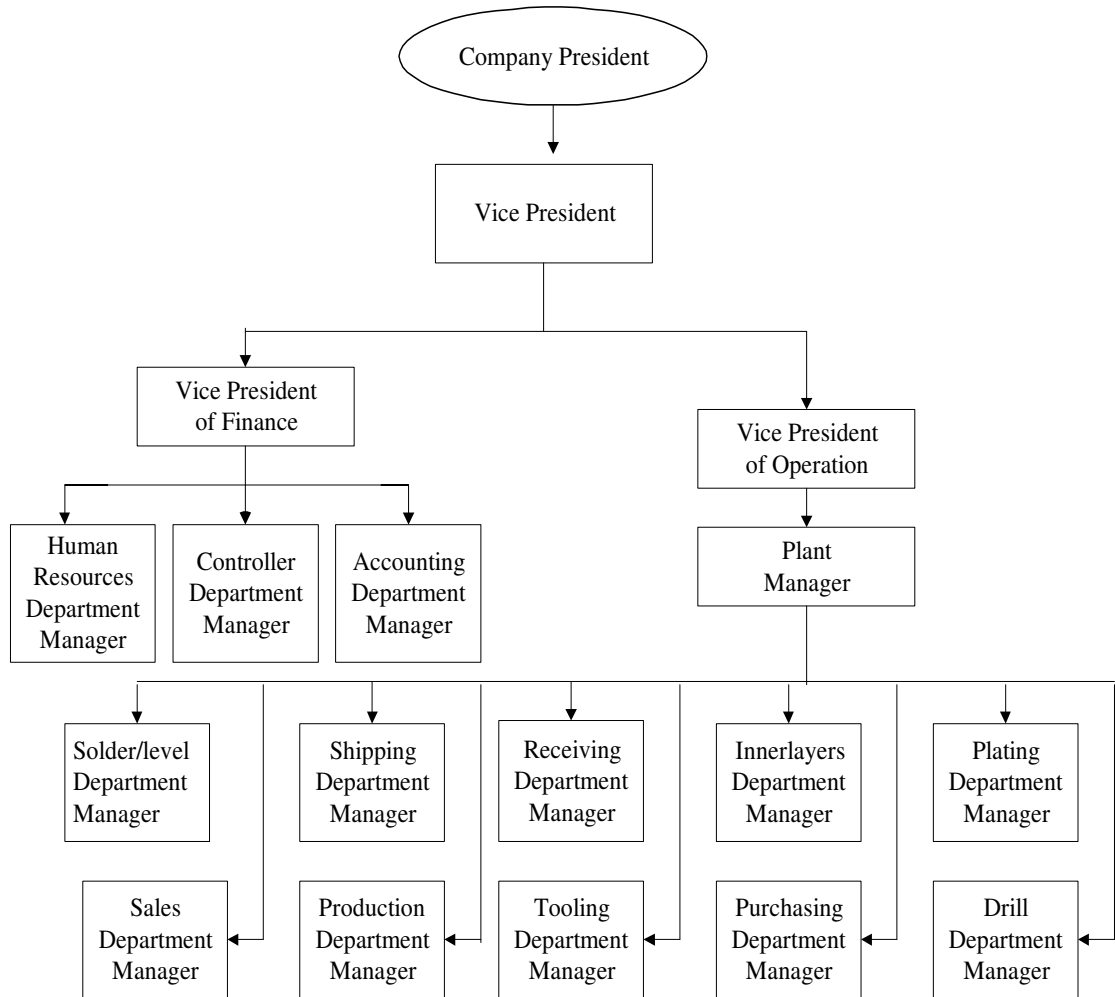 Company President
Vice President
Vice President
of Finance
Vice President
of Operation
Human
Resources
Department
Manager
Controller
Department
Manager
Accounting
Department
Manager
Plant
Manager
Solder/level
Department
Manager
Shipping
Department
Manager
Receiving
Department
Manager
Innerlayers
Department
Manager
Plating
Department
Manager
Sales
Department
Manager
Production
Department
Manager
Tooling
Department
Manager
Purchasing
Department
Manager
Drill
Department
Manager